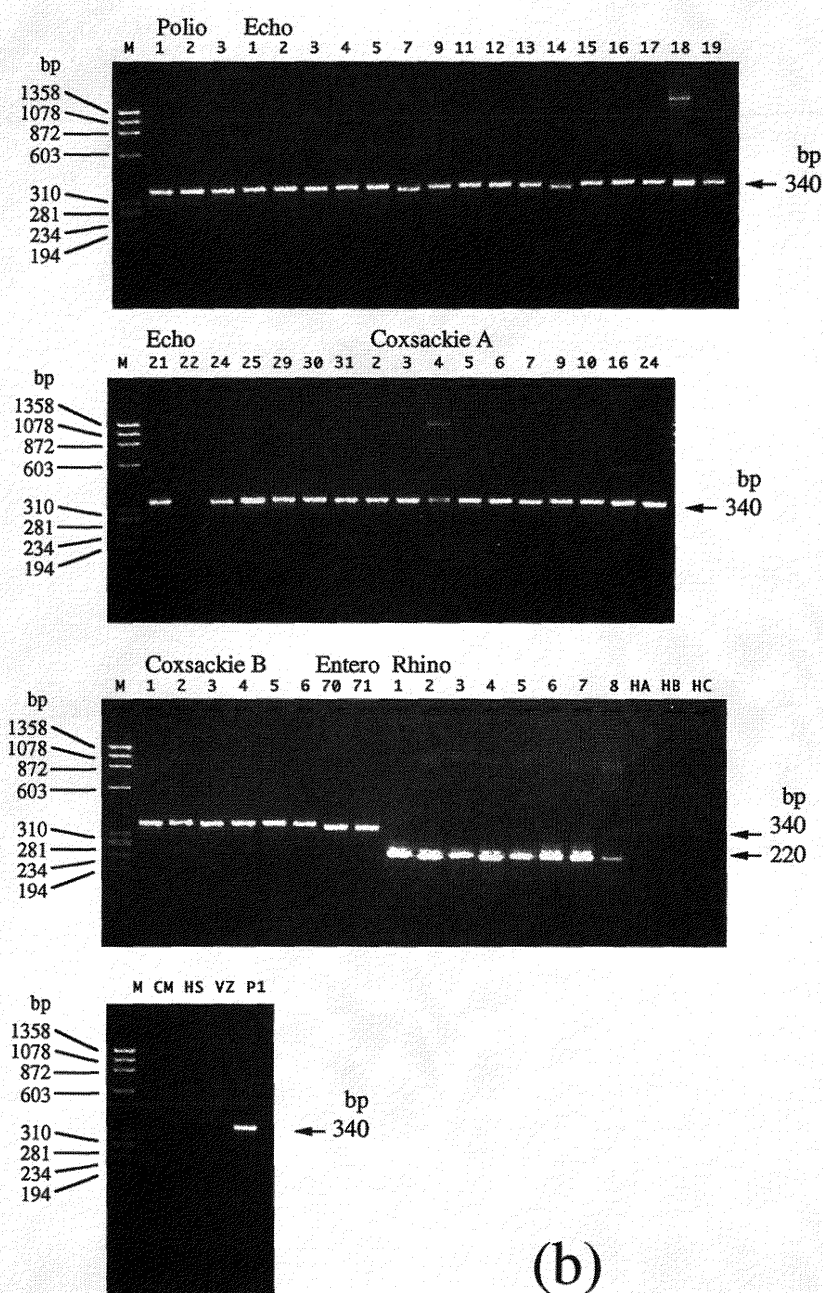 Polio Echo
M 1 2 3 1 2 3 4 5 7 9 11 12 13 14 15 16 17 18 19
bp
1358
1078
872
603
310
281
234
194
bp
340
Echo Coxsackie A
M 21 22 24 25 29 30 31 2 3 4 5 6 7 9 10 16 24
bp
1358
1078
872
603
310
281
234
194
bp
340
Coxsackie B Entero Rhino
M 1 2 3 4 5 6 70 71 1 2 3 4 5 6 7 8 HA HB HC
bp
1358
1078
872
603
310
281
234
194
bp
340
220
M CM HS VZ P1
bp
1358
1078
872
603
310
281
234
194
bp
340
(b)